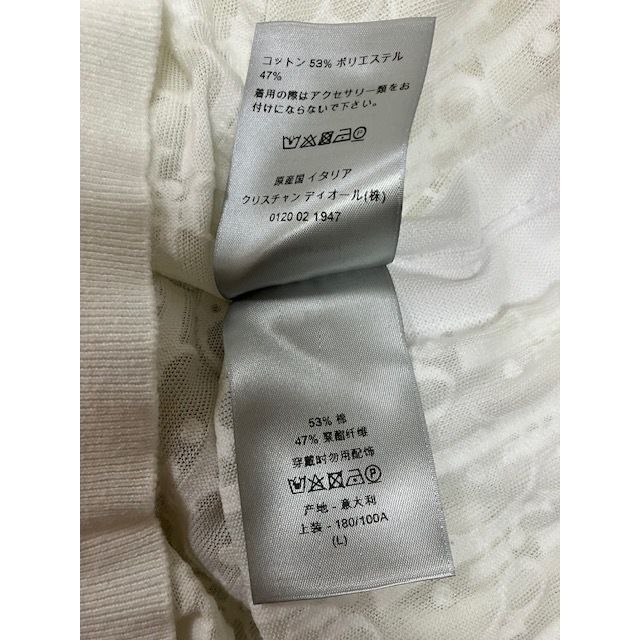 コットン 53% ポリエステル
47%
着用の際はアクセサリー類をお
付けにならないで下さい。
原産国 イタリア
クリスチャン ディオール(株)
0120 02 1947
53% 棉
47% 聚酯纤维
穿戴时勿用配饰
P
产地 - 意大利
上装 - 180/100A
(L)